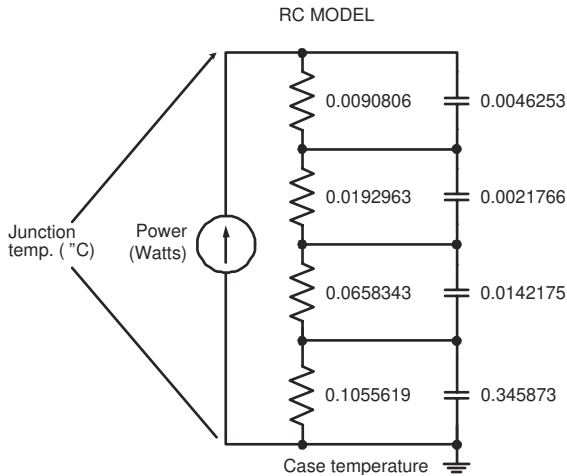 RC MODEL
0.0090806
0.0046253
0.0192963
0.0021766
Junction
temp. ( ”C)
Power
(Watts)
0.0658343
0.0142175
0.1055619
0.345873
Case temperature